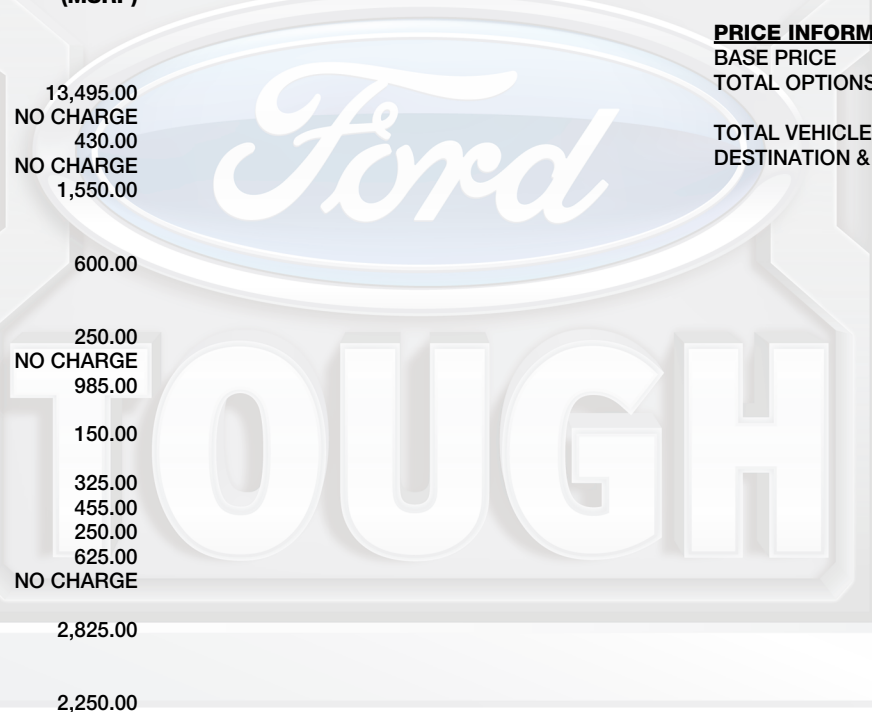 PRICE INFORM
BASE PRICE
TOTAL OPTIONS
TOTAL VEHICLE
DESTINATION &
13,495.00
NO CHARGE
430.00
NO CHARGE
1,550.00
600.00
250.00
NO CHARGE
985.00
150.00
325.00
455.00
250.00
625.00
NO CHARGE
2,825.00
2,250.00
Ford
TOUGH